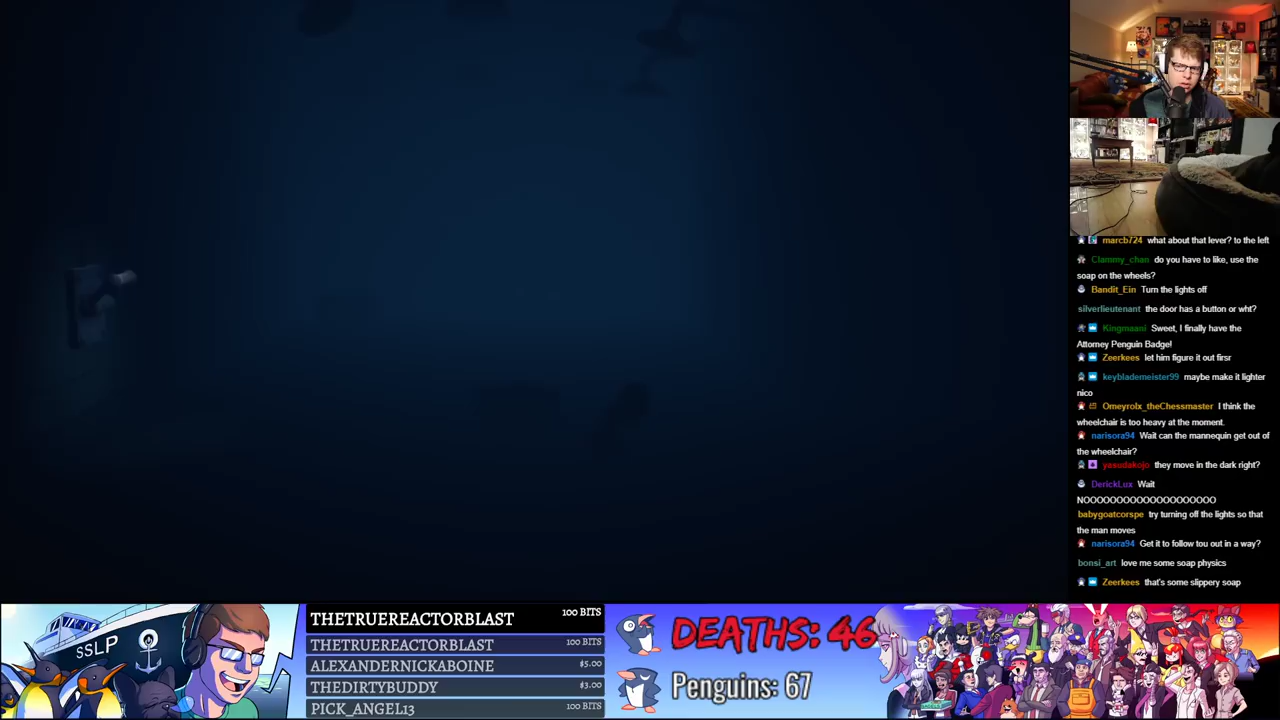 marcb724 what about that lever? to the left
Clammy_chan do you have to like, use the
soap on the wheels?
Bandit_Ein Turn the lights off
silverlieutenant the door has a button or wht?
Kingmaani Sweet, I finally have the
Attorney Penguin Badge!
Zeerkees let him figure it out firsr
keyblademeister99 maybe make it lighter
nico
Omeyrolx_theChessmaster I think the
wheelchair is too heavy at the moment.
narisora94 Wait can the mannequin get out of
the wheelchair?
yasuslakojo they move in the dark right?
DerickLux Wait
NOOOOOOOOOOOOOOOOOOOO
babygoatcorspe try turning off the lights so that
the man moves
narisora94 Get it to follow tou out in a way?
bonsi_art love me some soap physics
Zeerkees that's some slippery soap
SSLP
THETRUEREACTORBLAST 100 BITS
THETRUEREACTORBLAST 100 BITS
ALEXANDERNICKABOINE $5.00
THEDIRTYBUDDY $3.00
PICK_ANGEL13 100 BITS
DEATHS: 46
Penguins: 67